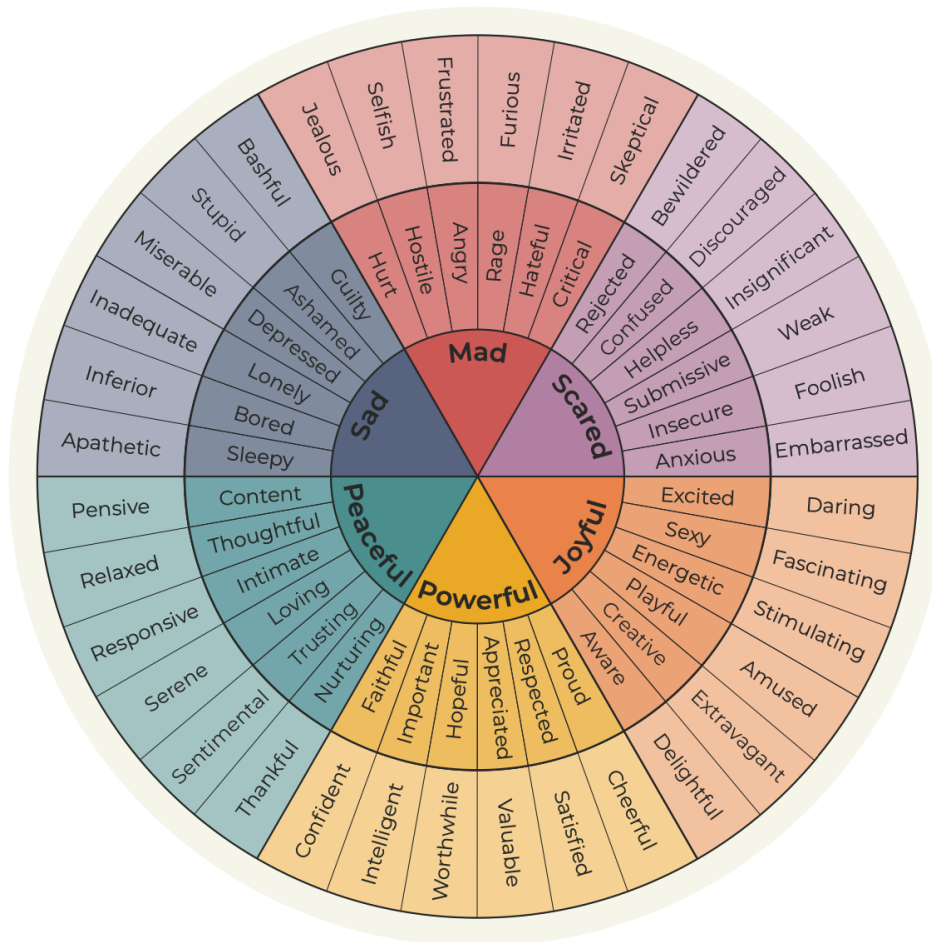 Mad
Scared
Joyful
Powerful
Peaceful
Sad
Hurt
Hostile
Angry
Rage
Hateful
Critical
Rejected
Confused
Helpless
Submissive
Insecure
Anxious
Excited
Sexy
Energetic
Playful
Creative
Aware
Proud
Respected
Appreciated
Hopeful
Important
Faithful
Nurturing
Trusting
Loving
Intimate
Thoughtful
Content
Sleepy
Bored
Lonely
Depressed
Ashamed
Guilty
Jealous
Selfish
Frustrated
Furious
Irritated
Skeptical
Bewildered
Discouraged
Insignificant
Weak
Foolish
Embarrassed
Daring
Fascinating
Stimulating
Amused
Extravagant
Delightful
Cheerful
Satisfied
Valuable
Worthwhile
Intelligent
Confident
Thankful
Sentimental
Serene
Responsive
Relaxed
Pensive
Apathetic
Inferior
Inadequate
Miserable
Stupid
Bashful